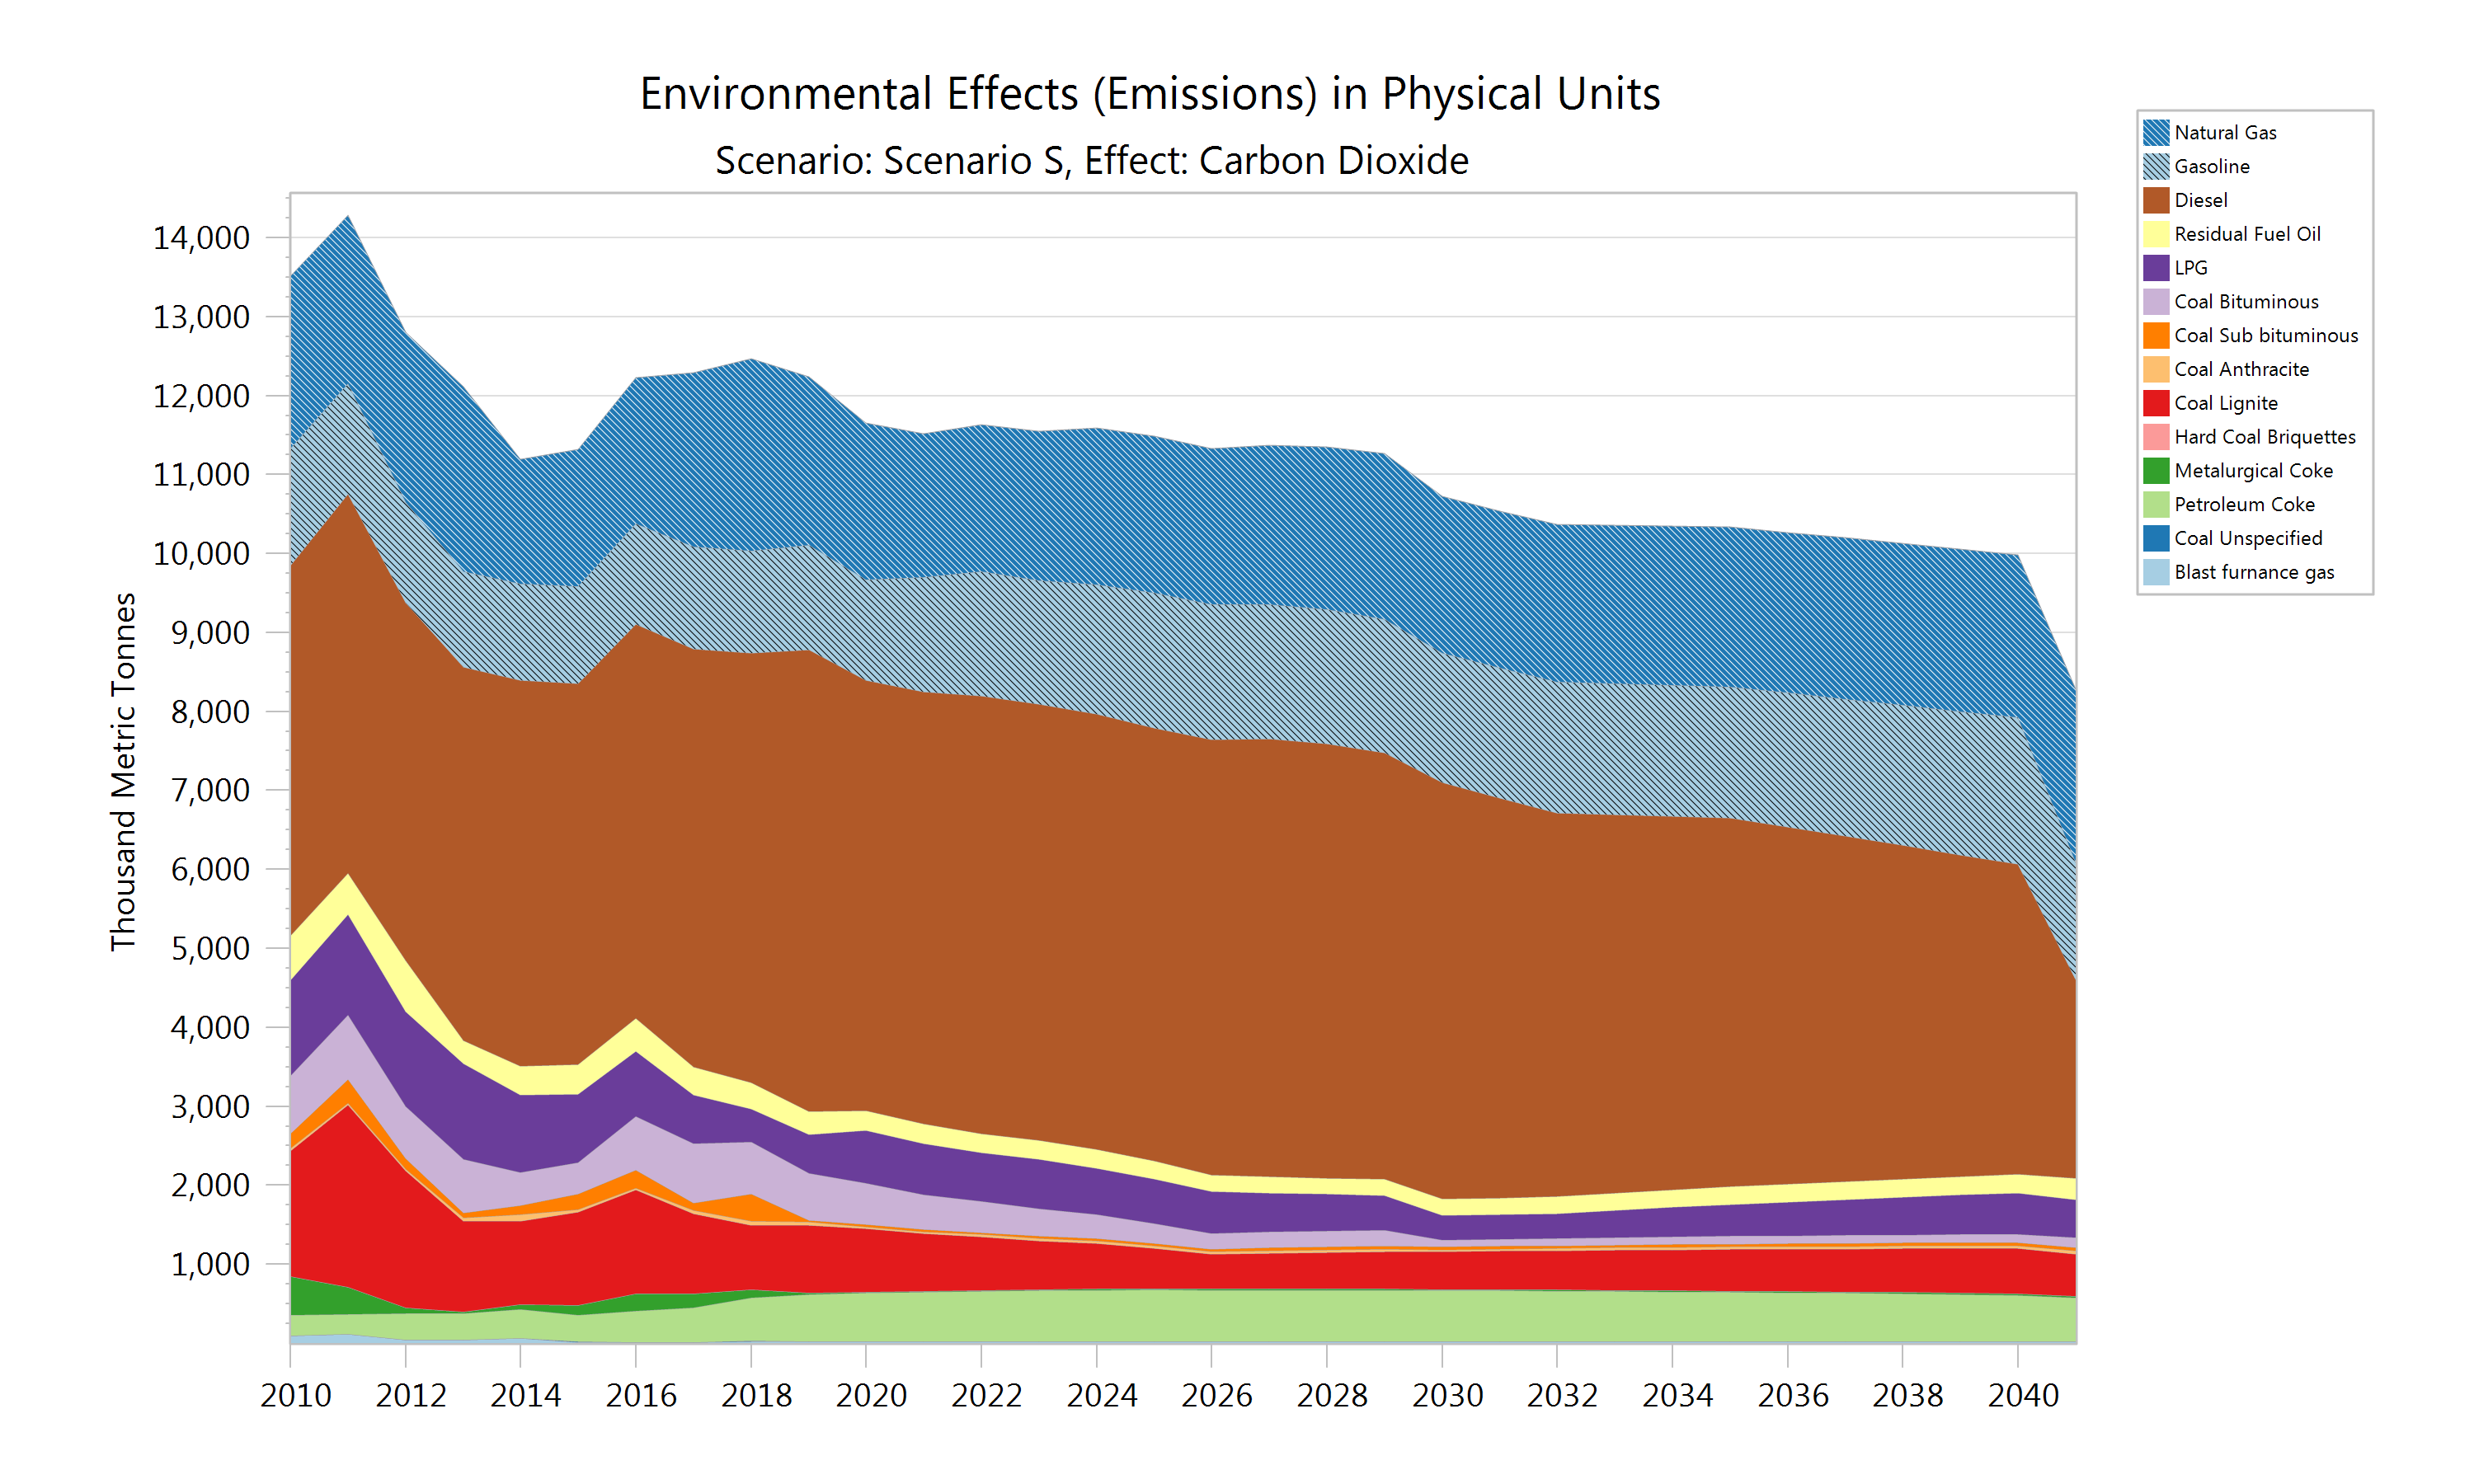 Environmental Effects (Emissions) in Physical Units
Scenario: Scenario S, Effect: Carbon Dioxide
Natural Gas
Gasoline
Diesel
Residual Fuel Oil
LPG
Coal Bituminous
Coal Sub bituminous
Coal Anthracite
Coal Lignite
Hard Coal Briquettes
Metalurgical Coke
Petroleum Coke
Coal Unspecified
Blast furnance gas
Thousand Metric Tonnes
14,000
13,000
12,000
11,000
10,000
9,000
8,000
7,000
6,000
5,000
4,000
3,000
2,000
1,000
2010 2012 2014 2016 2018 2020 2022 2024 2026 2028 2030 2032 2034 2036 2038 2040